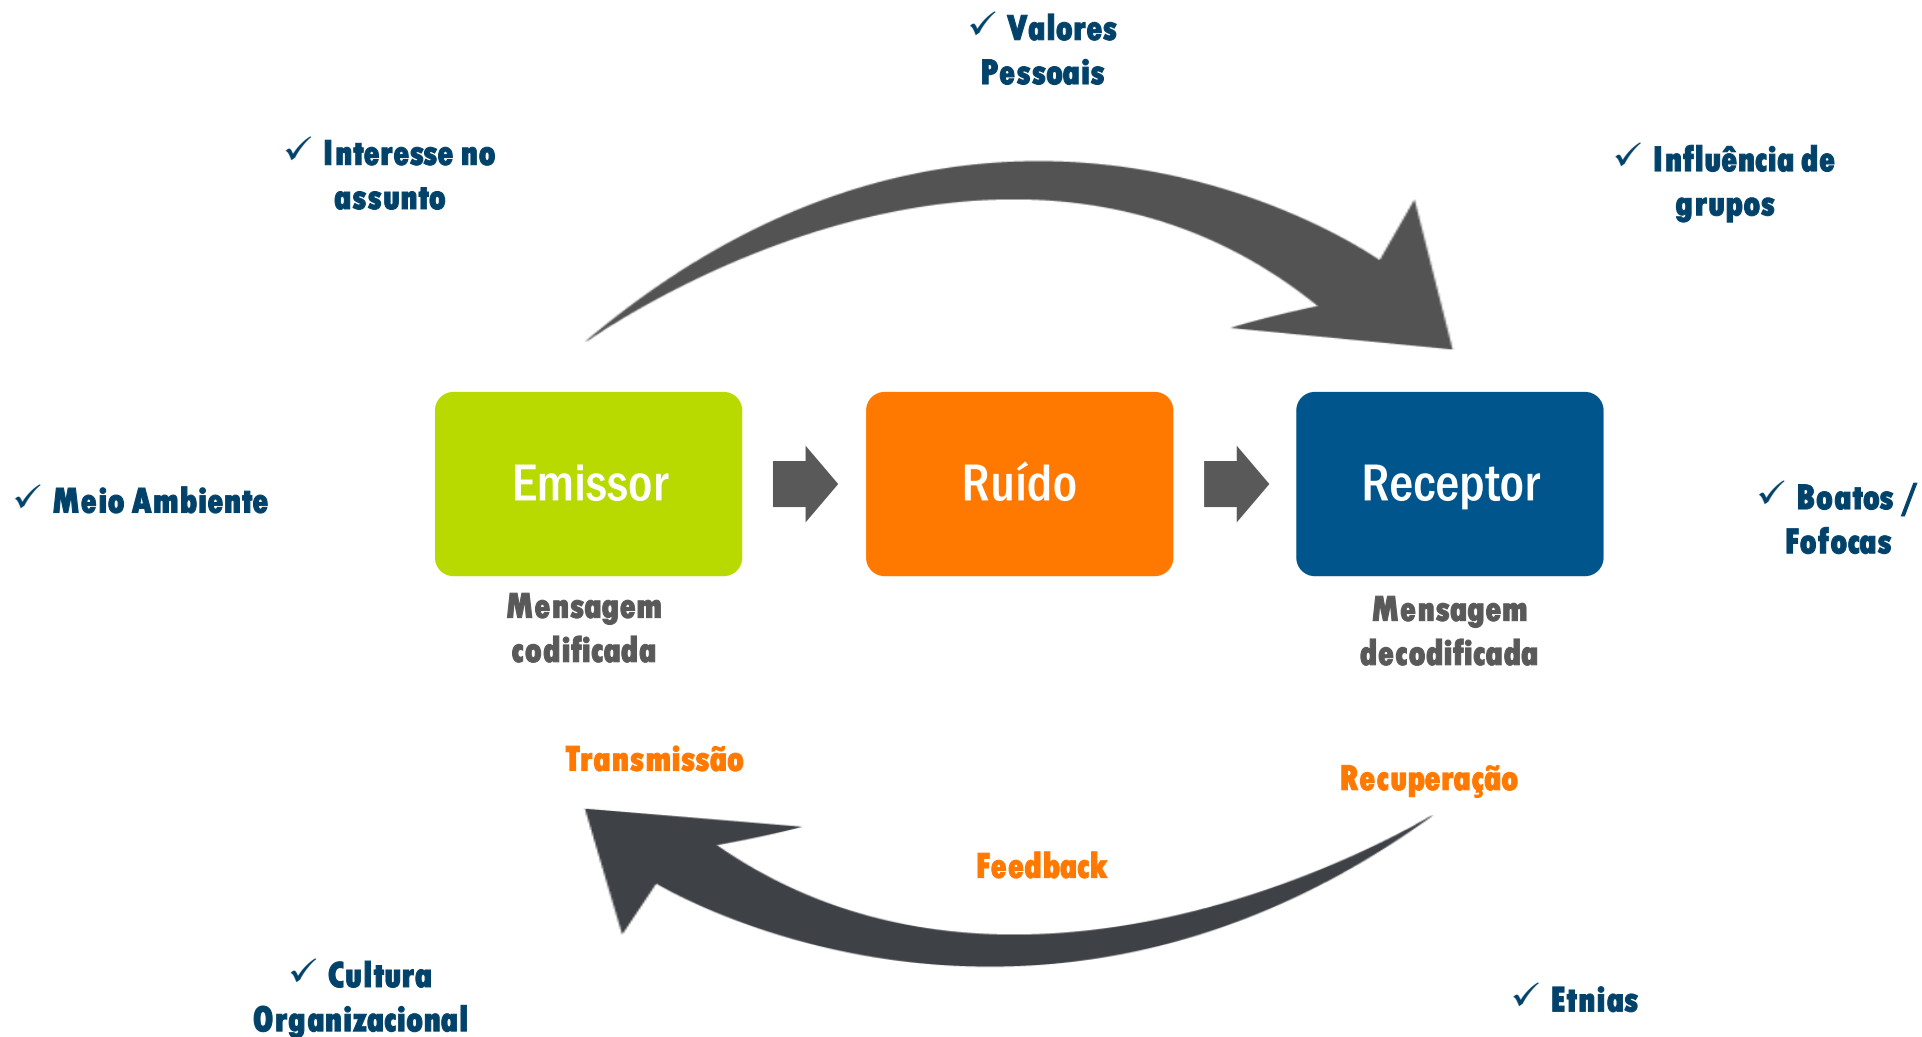 ✓ Valores
Pessoais
✓ Interesse no
assunto
✓ Influência de
grupos
Emissor
Ruído
Receptor
✓ Meio Ambiente
✓ Boatos /
Fofocas
Mensagem
codificada
Mensagem
decodificada
Transmissão
Recuperação
Feedback
✓ Cultura
Organizacional
✓ Etnias